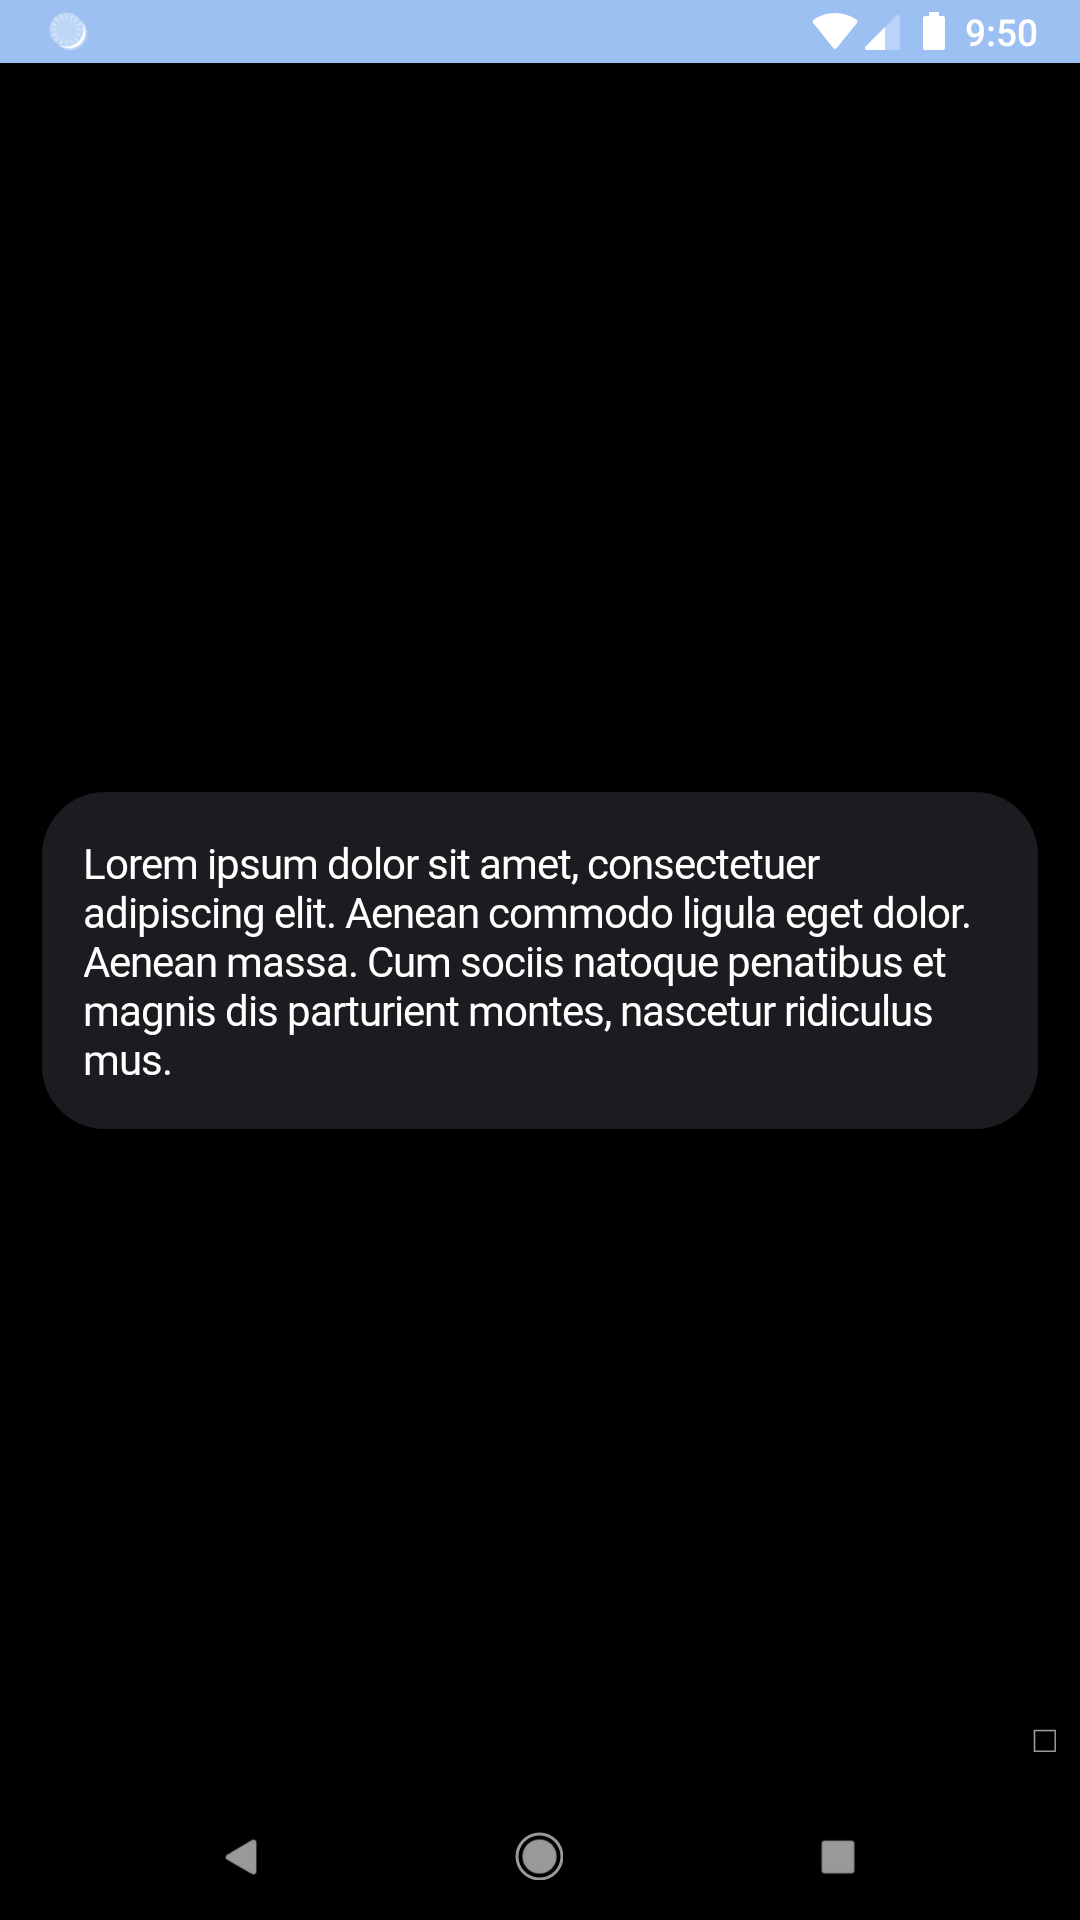 9:50
Lorem ipsum dolor sit amet, consectetuer
adipiscing elit. Aenean commodo ligula eget dolor.
Aenean massa. Cum sociis natoque penatibus et
magnis dis parturient montes, nascetur ridiculus
mus.